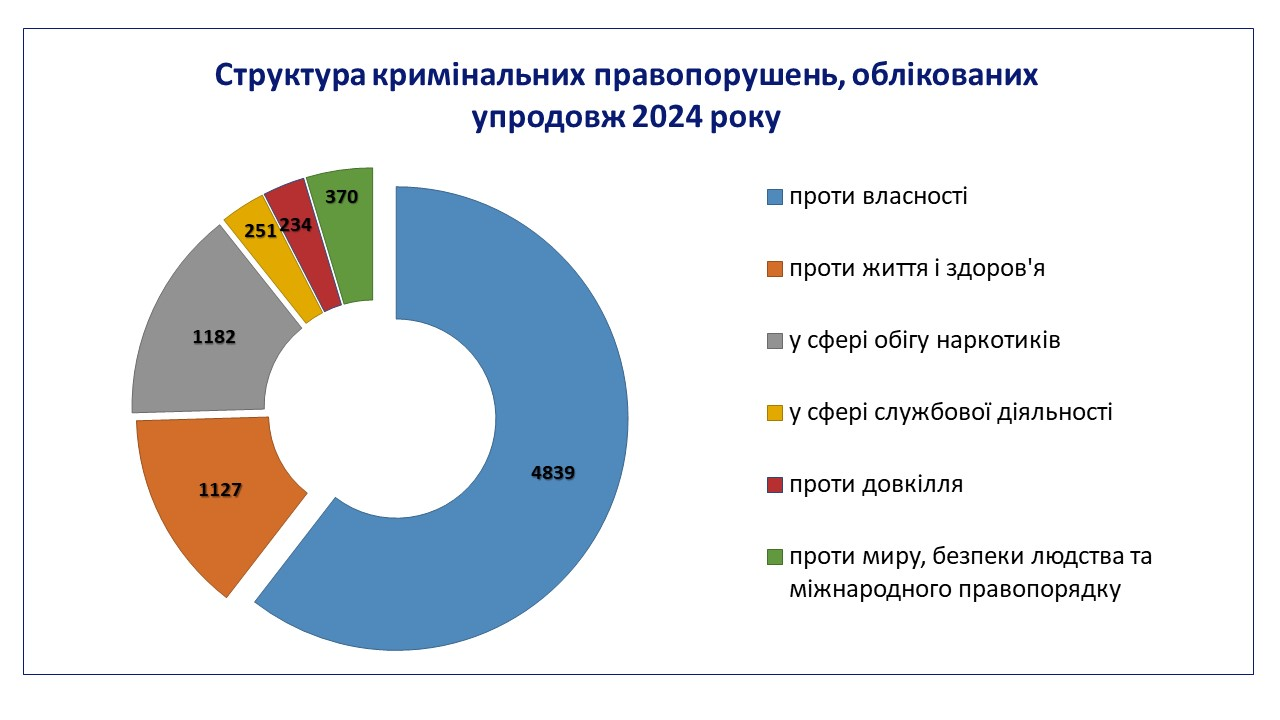 Структура кримінальних правопорушень, облікованих
упродовж 2024 року
370
251
234
1182
1127
4839
проти власності
проти життя і здоров'я
у сфері обігу наркотиків
у сфері службової діяльності
проти довкілля
проти миру, безпеки людства та
міжнародного правопорядку